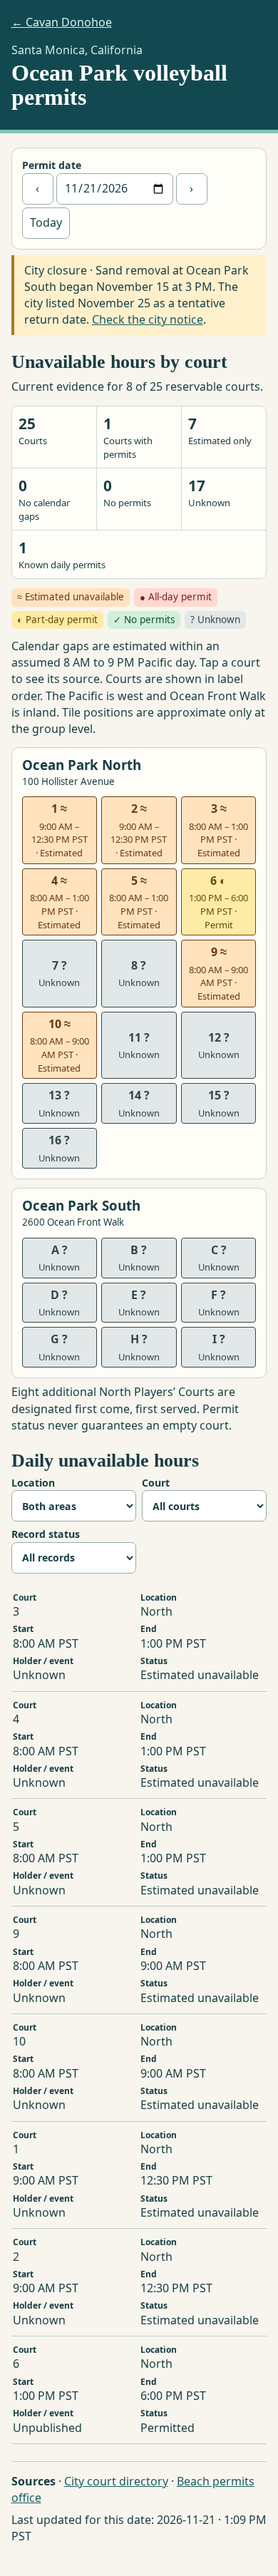 ← Cavan Donohoe
Santa Monica, California
Ocean Park volleyball
permits
Permit date
‹
11/21/2026
›
Today
City closure · Sand removal at Ocean Park
South began November 15 at 3 PM. The
city listed November 25 as a tentative
return date. Check the city notice.
Unavailable hours by court
Current evidence for 8 of 25 reservable courts.
25
Courts
1
Courts with
permits
7
Estimated only
0
No calendar
gaps
0
No permits
17
Unknown
1
Known daily permits
≈ Estimated unavailable
● All-day permit
◖ Part-day permit
✓ No permits
? Unknown
Calendar gaps are estimated within an
assumed 8 AM to 9 PM Pacific day. Tap a court
to see its source. Courts are shown in label
order. The Pacific is west and Ocean Front Walk
is inland. Tile positions are approximate only at
the group level.
Ocean Park North
100 Hollister Avenue
1 ≈
9:00 AM –
12:30 PM PST
· Estimated
2 ≈
9:00 AM –
12:30 PM PST
· Estimated
3 ≈
8:00 AM – 1:00
PM PST ·
Estimated
4 ≈
8:00 AM – 1:00
PM PST ·
Estimated
5 ≈
8:00 AM – 1:00
PM PST ·
Estimated
6 ◖
1:00 PM – 6:00
PM PST ·
Permit
7 ?
Unknown
8 ?
Unknown
9 ≈
8:00 AM – 9:00
AM PST ·
Estimated
10 ≈
8:00 AM – 9:00
AM PST ·
Estimated
11 ?
Unknown
12 ?
Unknown
13 ?
Unknown
14 ?
Unknown
15 ?
Unknown
16 ?
Unknown
Ocean Park South
2600 Ocean Front Walk
A ?
Unknown
B ?
Unknown
C ?
Unknown
D ?
Unknown
E ?
Unknown
F ?
Unknown
G ?
Unknown
H ?
Unknown
I ?
Unknown
Eight additional North Players’ Courts are
designated first come, first served. Permit
status never guarantees an empty court.
Daily unavailable hours
Location
Both areas
Court
All courts
Record status
All records
Court Location
3 North
Start End
8:00 AM PST 1:00 PM PST
Holder / event Status
Unknown Estimated unavailable
Court Location
4 North
Start End
8:00 AM PST 1:00 PM PST
Holder / event Status
Unknown Estimated unavailable
Court Location
5 North
Start End
8:00 AM PST 1:00 PM PST
Holder / event Status
Unknown Estimated unavailable
Court Location
9 North
Start End
8:00 AM PST 9:00 AM PST
Holder / event Status
Unknown Estimated unavailable
Court Location
10 North
Start End
8:00 AM PST 9:00 AM PST
Holder / event Status
Unknown Estimated unavailable
Court Location
1 North
Start End
9:00 AM PST 12:30 PM PST
Holder / event Status
Unknown Estimated unavailable
Court Location
2 North
Start End
9:00 AM PST 12:30 PM PST
Holder / event Status
Unknown Estimated unavailable
Court Location
6 North
Start End
1:00 PM PST 6:00 PM PST
Holder / event Status
Unpublished Permitted
Sources · City court directory · Beach permits
office
Last updated for this date: 2026-11-21 · 1:09 PM
PST